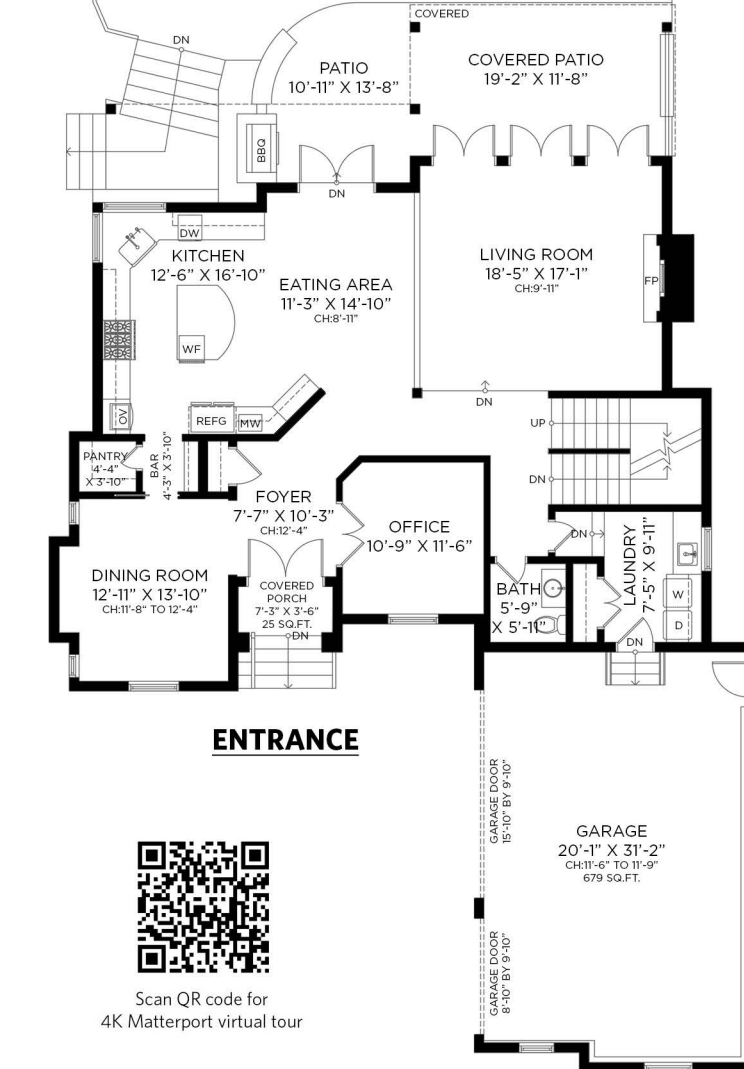 COVERED
DN
PATIO
10'-11" X 13'-8"
COVERED PATIO
19'-2" X 11'-8"
BBQ
DN
DW
KITCHEN
12'-6" X 16'-10"
EATING AREA
11'-3" X 14'-10"
CH:8'-11"
LIVING ROOM
18'-5" X 17'-1"
CH:9'-11"
FP
WF
OV
REFG
MW
DN
UP
DN
PANTRY
4'-4"
X 3'-10"
BAR
4'-3" X 3'-10"
FOYER
7'-7" X 10'-3"
CH:12'-4"
OFFICE
10'-9" X 11'-6"
DN
LAUNDRY
7'-5" X 9'-11"
W
D
DN
BATH
5'-9"
X 5'-11"
DINING ROOM
12'-11" X 13'-10"
CH:11'-8" TO 12'-4"
COVERED
PORCH
7'-3" X 3'-6"
25 SQ.FT.
DN
ENTRANCE
GARAGE DOOR
15'-10" BY 9'-10"
GARAGE
20'-1" X 31'-2"
CH:11'-6" TO 11'-9"
679 SQ.FT.
GARAGE DOOR
8'-10" BY 9'-10"
Scan QR code for
4K Matterport virtual tour